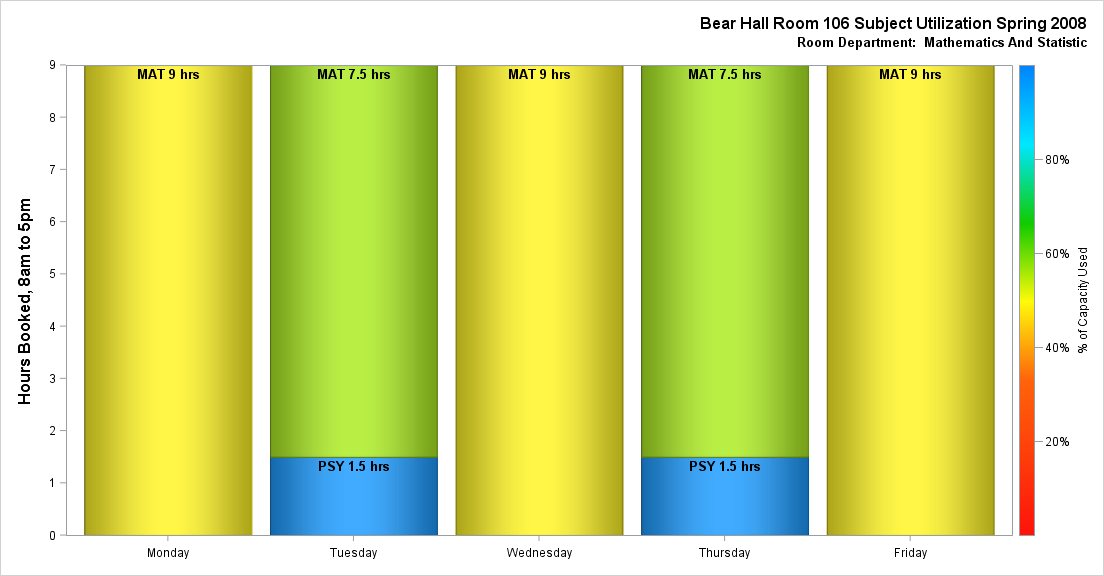 Bear Hall Room 106 Subject Utilization Spring 2008
Room Department:  Mathematics And Statistic
Hours Booked, 8am to 5pm
9
8
7
6
5
4
3
2
1
0
MAT 9 hrs
MAT 7.5 hrs
MAT 9 hrs
MAT 7.5 hrs
MAT 9 hrs
PSY 1.5 hrs
PSY 1.5 hrs
Monday
Tuesday
Wednesday
Thursday
Friday
80%
60%
40%
20%
% of Capacity Used